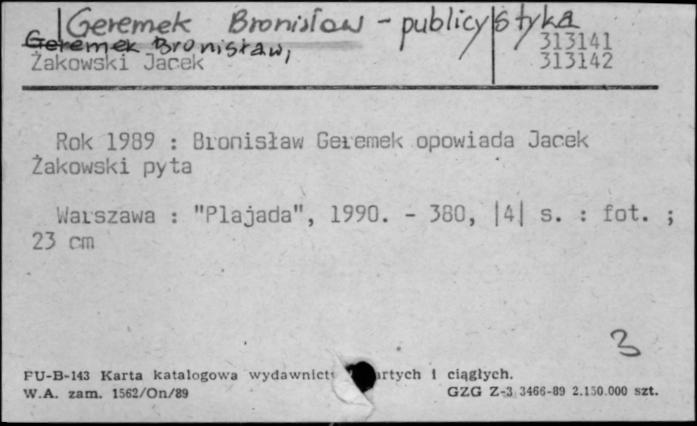 Geremek Bronisław - publicystyka
Geremek Bronisław, 313141
Żakowski Jacek 313142
Rok 1989 : Bronisław Geremek opowiada Jacek
Żakowski pyta
Warszawa : "Plajada", 1990. - 380, |4| s. : fot. ;
23 cm
3
PU-B-143 Karta katalogowa wydawnict artych i ciągłych.
W.A. zam. 1562/On/89 GZG Z-3 3466-89 2.150.000 szt.